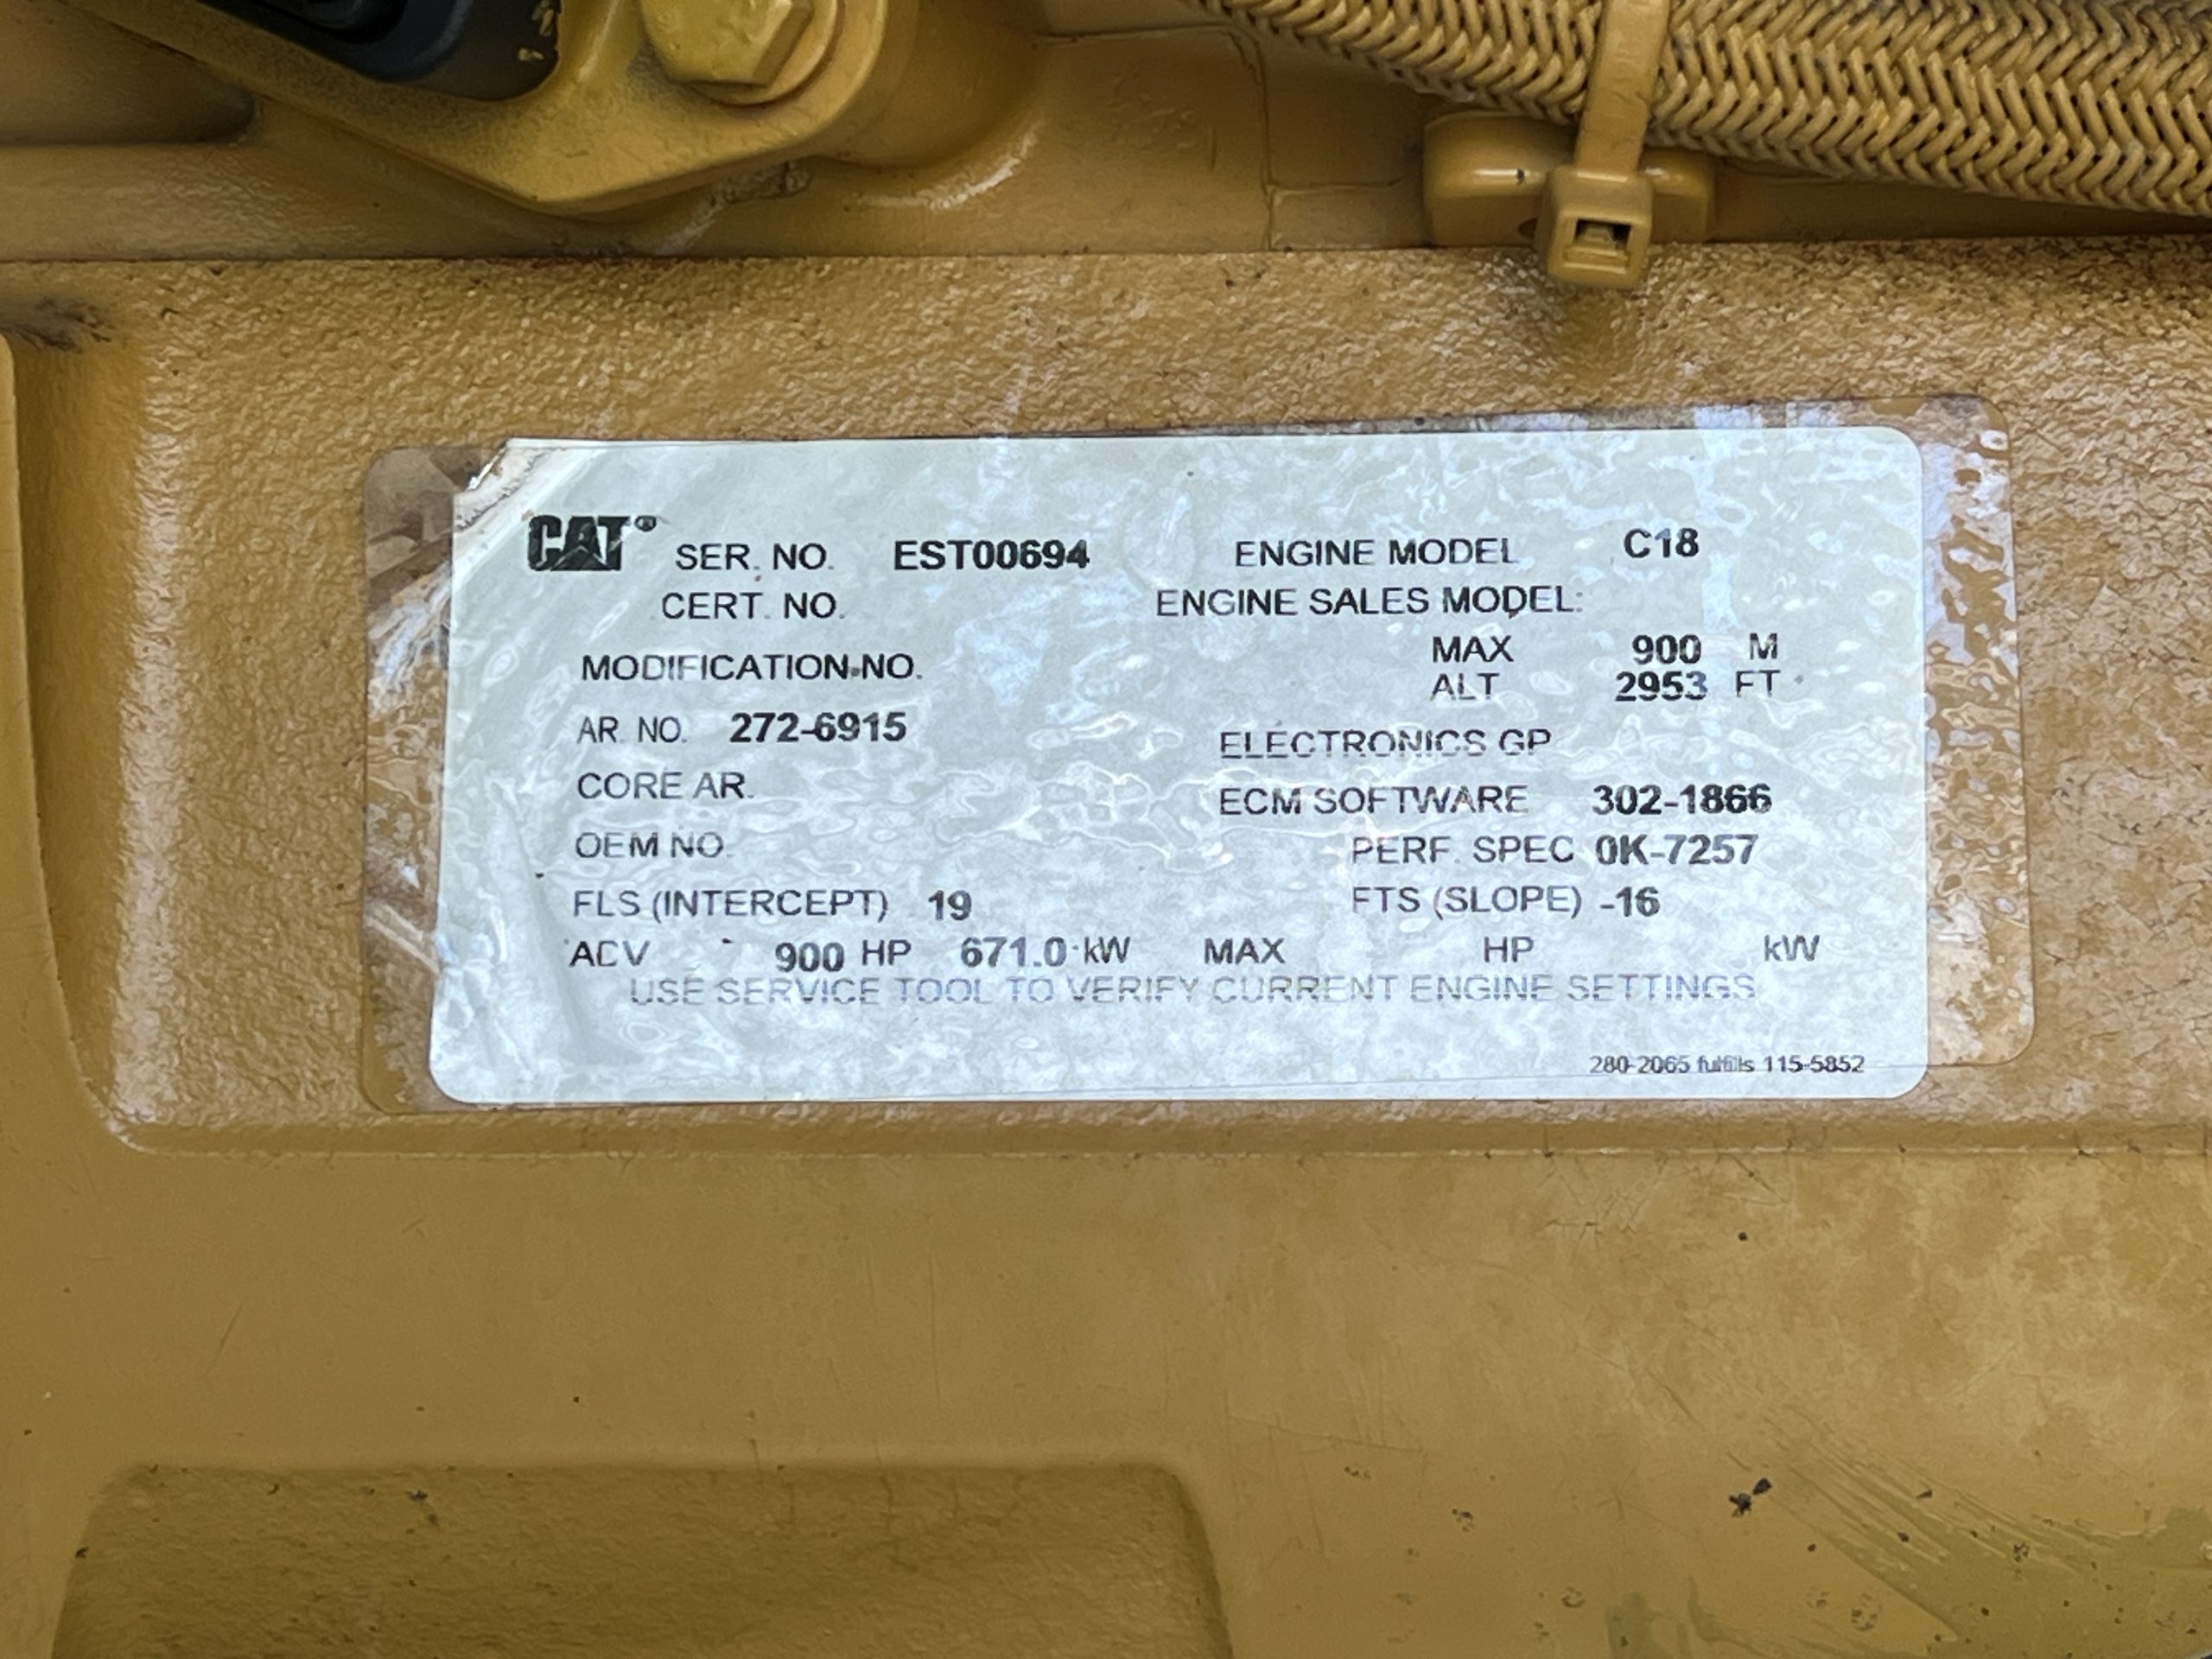 CAT® SER. NO. EST00694 ENGINE MODEL C18
CERT. NO. ENGINE SALES MODEL:
MODIFICATION NO. MAX 900 M
ALT 2953 FT
AR. NO. 272-6915 ELECTRONICS GP
CORE AR. ECM SOFTWARE 302-1866
OEM NO. PERF. SPEC 0K-7257
FLS (INTERCEPT) 19 FTS (SLOPE) -16
ADV 900 HP 671.0 kW MAX HP kW
USE SERVICE TOOL TO VERIFY CURRENT ENGINE SETTINGS
280-2065 fulfills 115-5852